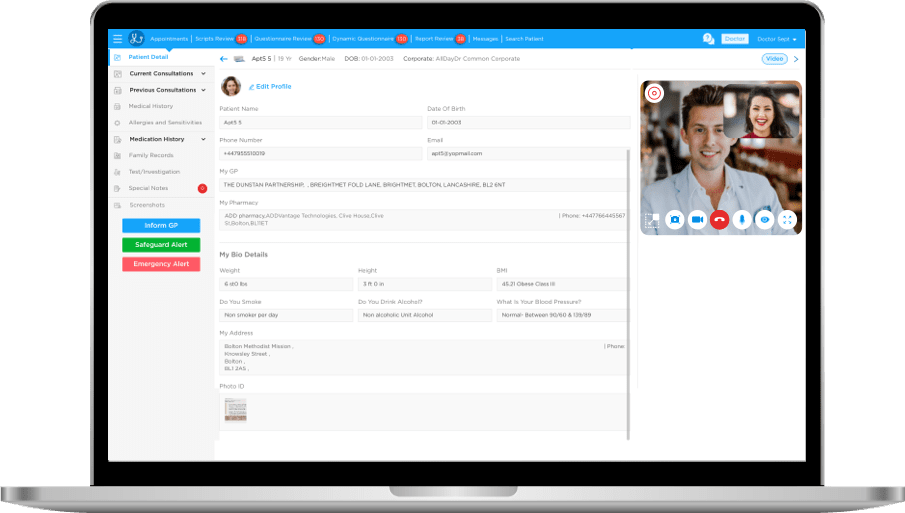 Appointments | Scripts Review | Questionnaire Review | Dynamic Questionnaire | Report Review | Messages | Search Patient
Doctor
Doctor Sept
Patient Detail
Current Consultations
Previous Consultations
Medical History
Allergies and Sensitivities
Medication History
Family Records
Test/Investigation
Special Notes
Screenshots
Inform GP
Safeguard Alert
Emergency Alert
Apt5 5 | 19 Yr Gender:Male DOB: 01-01-2003 Corporate: AllDayDr Common Corporate
Video
Edit Profile
Patient Name
Date Of Birth
Apt5 5
01-01-2003
Phone Number
Email
+447955510019
apt5@yopmail.com
My GP
THE DUNSTAN PARTNERSHIP, , BREIGHTMET FOLD LANE, BRIGHTMET, BOLTON, LANCASHIRE, BL2 6NT
My Pharmacy
ADD pharmacy,ADDVantage Technologies, Clive House,Clive
| Phone: +447766445567
St,Bolton,BL11ET
My Bio Details
Weight
Height
BMI
6 st0 lbs
3 ft 0 in
45.21 Obese Class III
Do You Smoke
Do You Drink Alcohol?
What Is Your Blood Pressure?
Non smoker per day
Non alcoholic Unit Alcohol
Normal- Between 90/60 & 139/89
My Address
Bolton Methodist Mission ,
| Phone:
Knowsley Street ,
Bolton ,
BL1 2AS ,
Photo ID